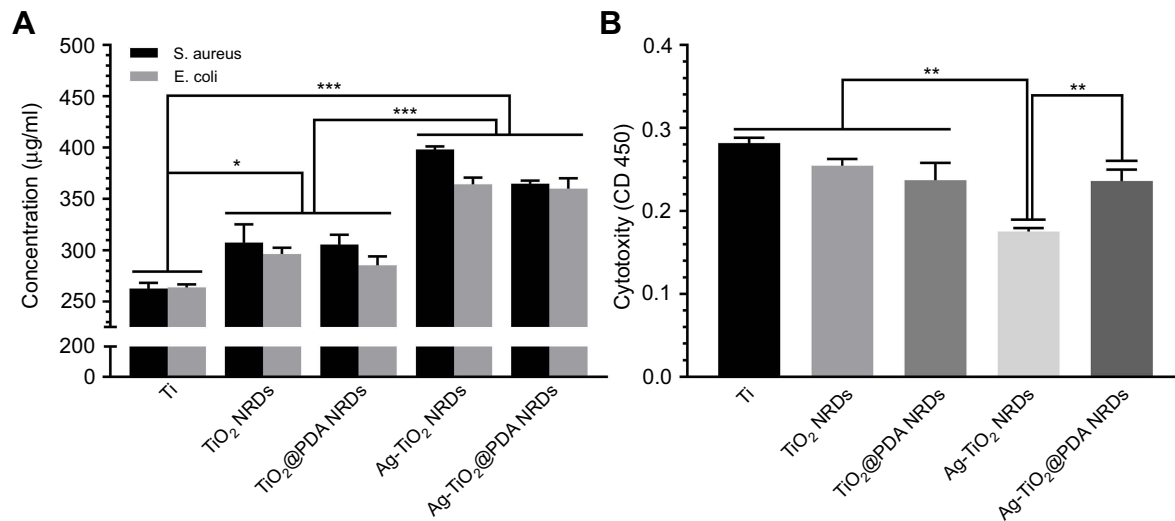 A
Concentration (µg/ml)
500
450
400
350
300
250
200
0
S. aureus
E. coli
***
***
*
Ti
TiO₂ NRDs
TiO₂@PDA NRDs
Ag-TiO₂ NRDs
Ag-TiO₂@PDA NRDs
B
Cytotoxity (CD 450)
0.4
0.3
0.2
0.1
0.0
**
**
Ti
TiO₂ NRDs
TiO₂@PDA NRDs
Ag-TiO₂ NRDs
Ag-TiO₂@PDA NRDs